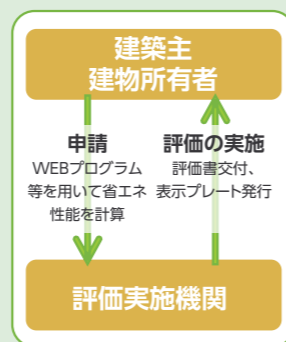 建築主
建物所有者
申請
WEBプログラム
等を用いて省エネ
性能を計算
評価の実施
評価書交付、
表示プレート発行
評価実施機関